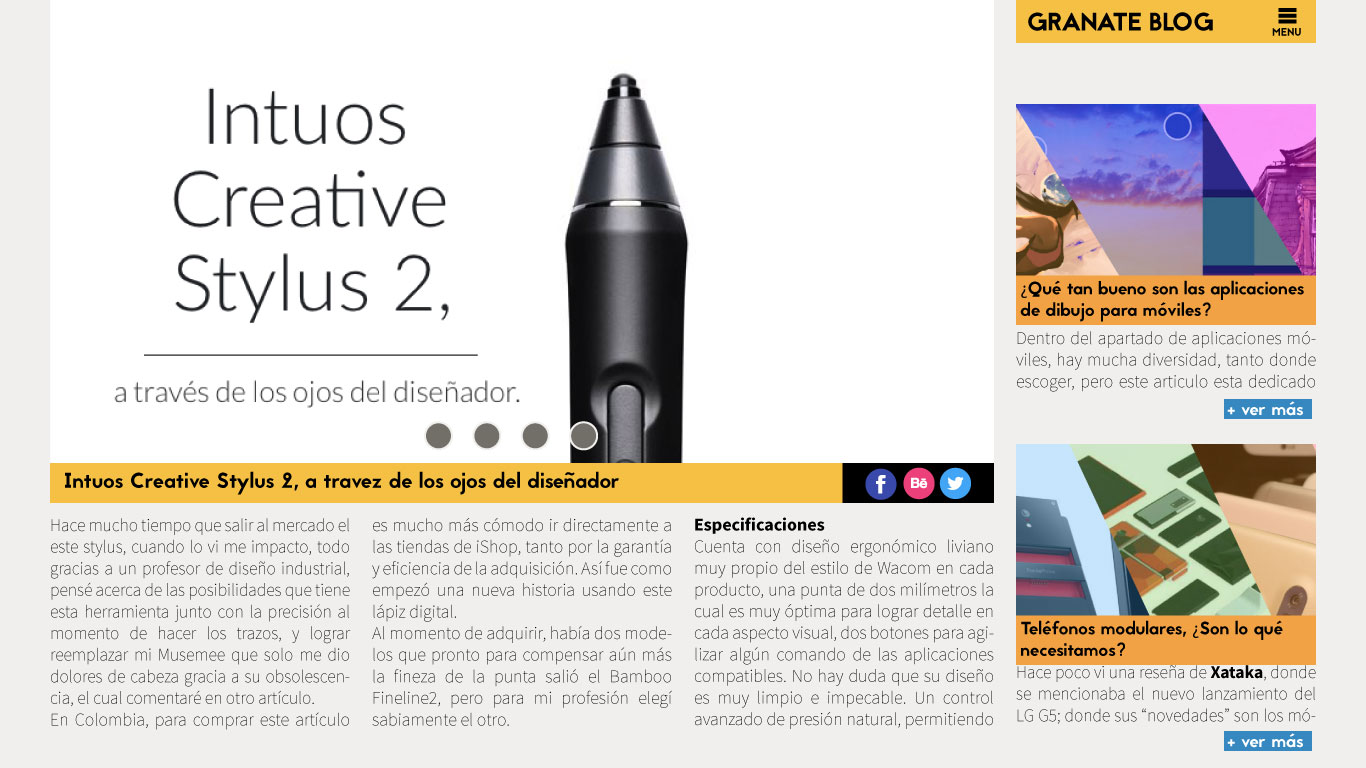 Intuos
Creative
Stylus 2,
a través de los ojos del diseñador.
Intuos Creative Stylus 2, a travez de los ojos del diseñador
f
Bē
Hace mucho tiempo que salir al mercado el
este stylus, cuando lo vi me impacto, todo
gracias a un profesor de diseño industrial,
pensé acerca de las posibilidades que tiene
esta herramienta junto con la precisión al
momento de hacer los trazos, y lograr
reemplazar mi Musemee que solo me dio
dolores de cabeza gracia a su obsolescen-
cia, el cual comentaré en otro artículo.
En Colombia, para comprar este artículo
es mucho más cómodo ir directamente a
las tiendas de iShop, tanto por la garantía
y eficiencia de la adquisición. Así fue como
empezó una nueva historia usando este
lápiz digital.
Al momento de adquirir, había dos mode-
los que pronto para compensar aún más
la fineza de la punta salió el Bamboo
Fineline2, pero para mi profesión elegí
sabiamente el otro.
Especificaciones
Cuenta con diseño ergonómico liviano
muy propio del estilo de Wacom en cada
producto, una punta de dos milímetros la
cual es muy óptima para lograr detalle en
cada aspecto visual, dos botones para agi-
lizar algún comando de las aplicaciones
compatibles. No hay duda que su diseño
es muy limpio e impecable. Un control
avanzado de presión natural, permitiendo
GRANATE BLOG
MENU
¿Qué tan bueno son las aplicaciones
de dibujo para móviles?
Dentro del apartado de aplicaciones mó-
viles, hay mucha diversidad, tanto donde
escoger, pero este articulo esta dedicado
+ ver más
Teléfonos modulares, ¿Son lo qué
necesitamos?
Hace poco vi una reseña de Xataka, donde
se mencionaba el nuevo lanzamiento del
LG G5; donde sus “novedades” son los mó-
+ ver más